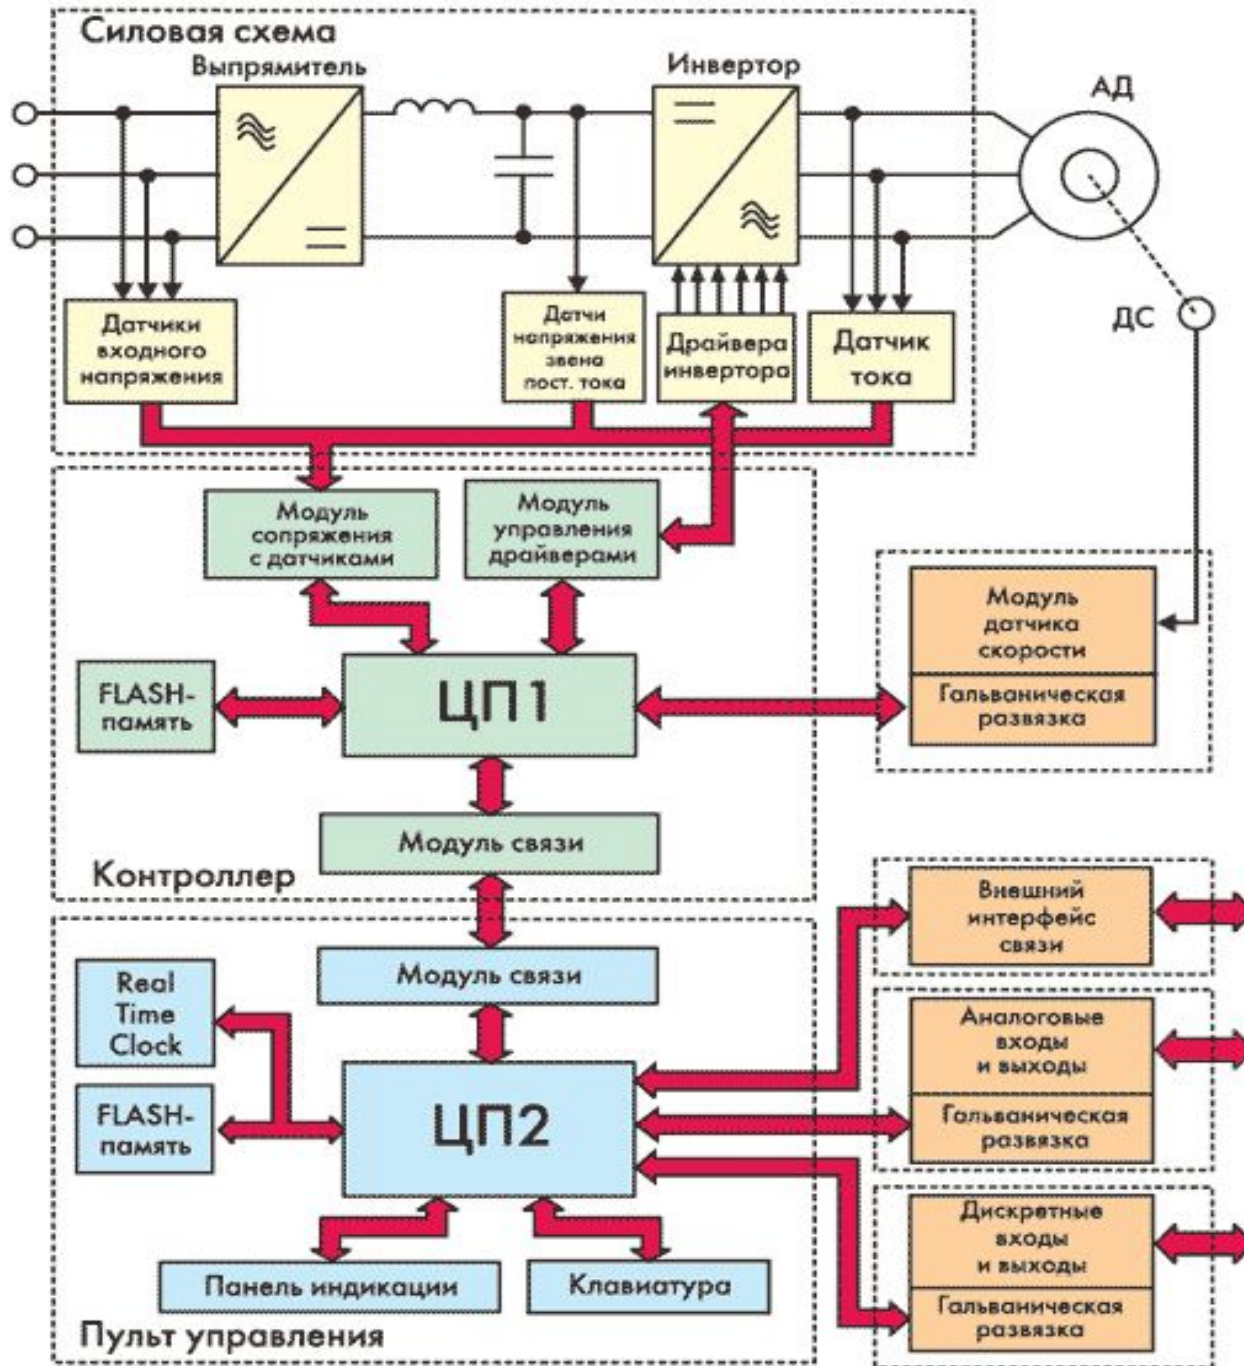 Силовая схема
Выпрямитель
Инвертор
АД
ДС
Датчики
входного
напряжения
Датчи
напряжения
звена
пост. тока
Драйвера
инвертора
Датчик
тока
Модуль
сопряжения
с датчиками
Модуль
управления
драйверами
Модуль
датчика
скорости
Гальваническая
развязка
FLASH-
память
ЦП1
Модуль связи
Контроллер
Внешний
интерфейс
связи
Real
Time
Clock
Модуль связи
Аналоговые
входы
и выходы
Гальваническая
развязка
FLASH-
память
ЦП2
Дискретные
входы
и выходы
Гальваническая
развязка
Панель индикации
Клавиатура
Пульт управления